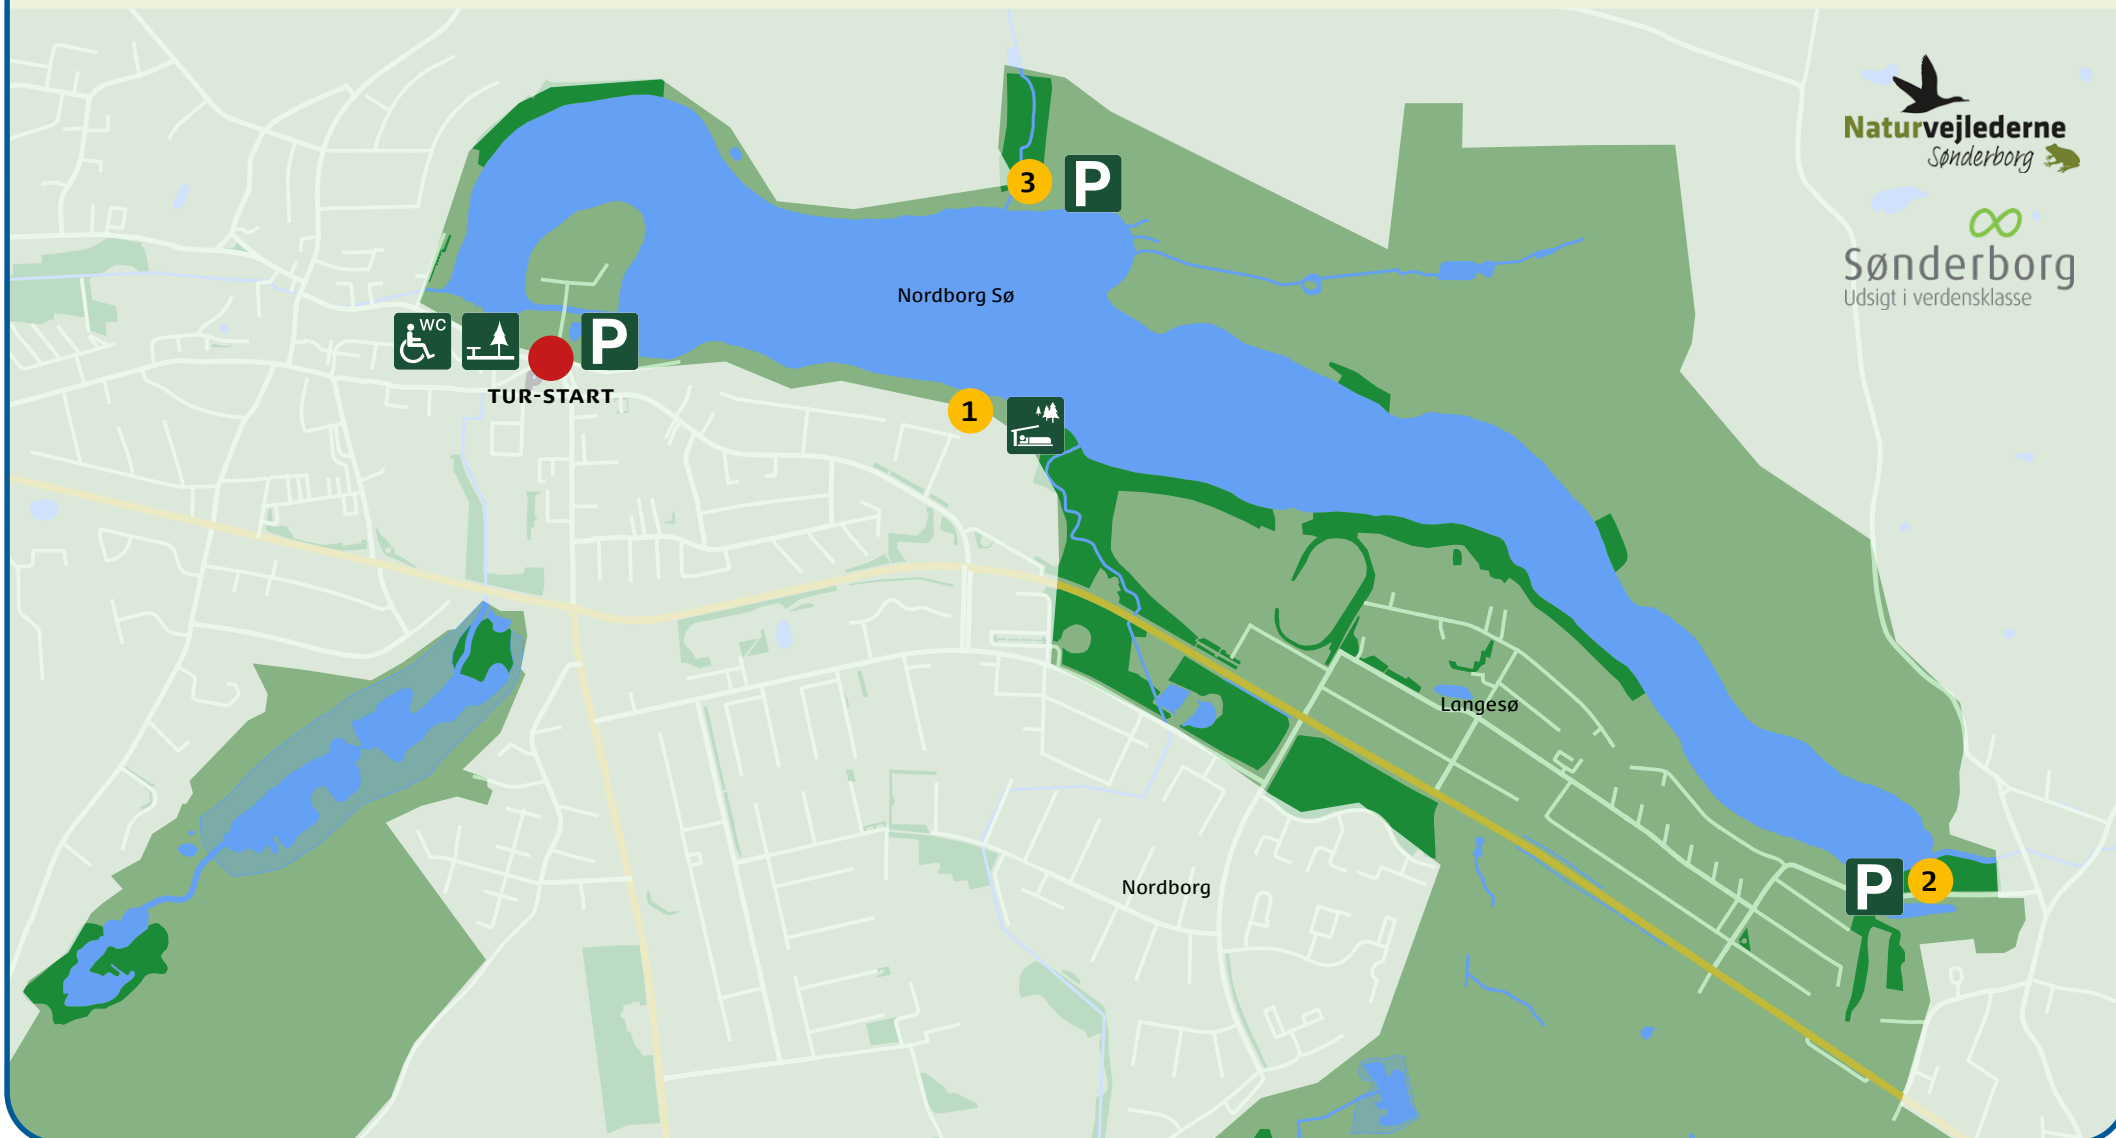 Naturvejlederne
Sønderborg
3
P
Sønderborg
Udsigt i verdensklasse
Nordborg Sø
WC
P
TUR-START
1
Langesø
Nordborg
P
2